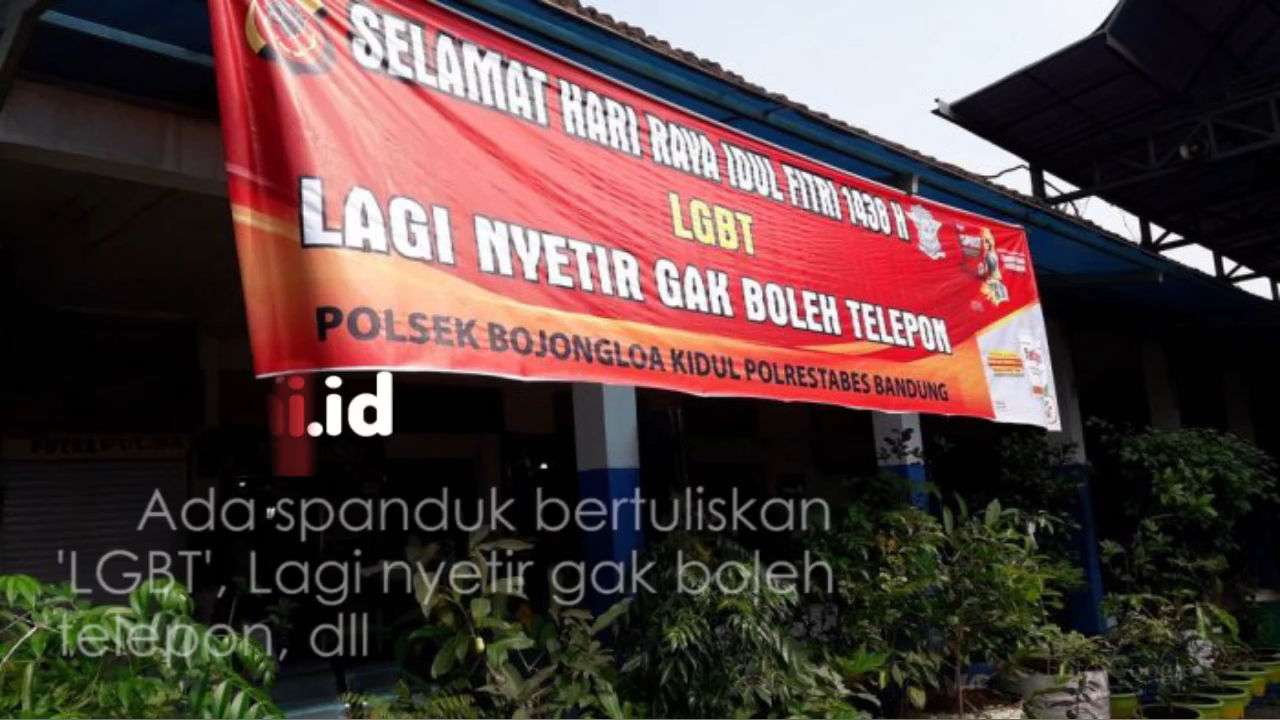 SELAMAT HARI RAYA IDUL FITRI 1438 H
LGBT
LAGI NYETIR GAK BOLEH TELEPON
POLSEK BOJONGLOA KIDUL POLRESTABES BANDUNG
i.id
Ada spanduk bertuliskan
'LGBT', Lagi nyetir gak boleh
telepon, dll